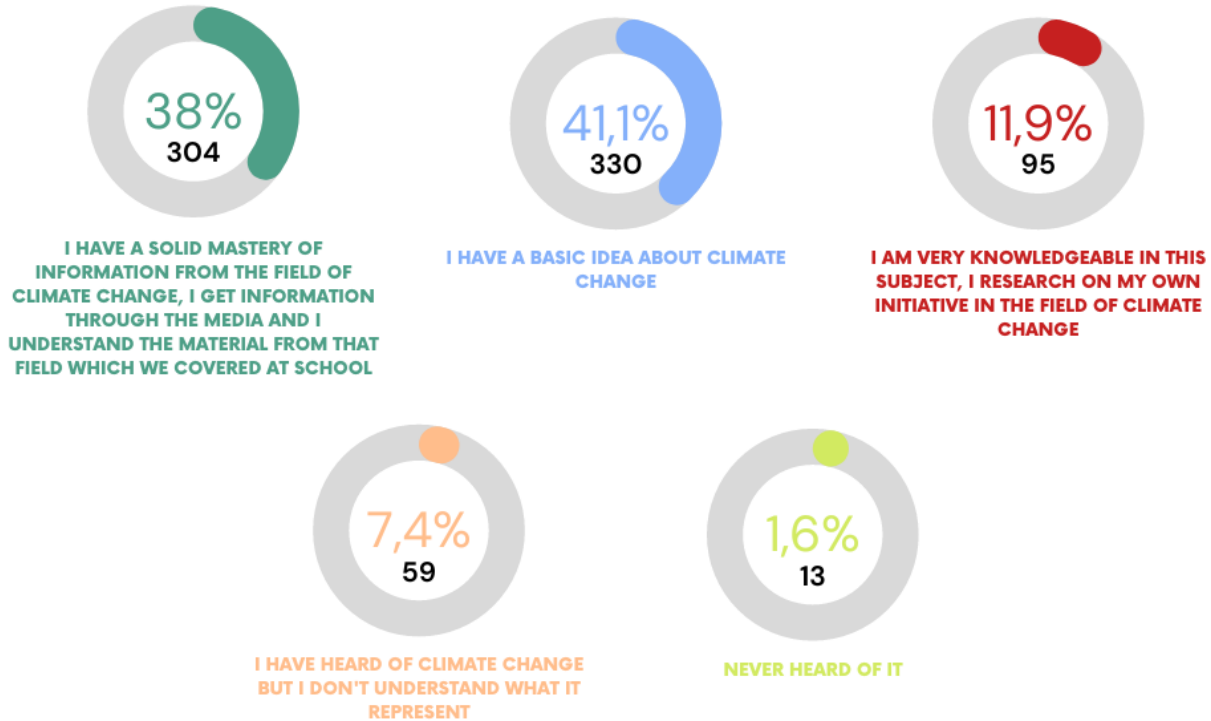 38%
304
I HAVE A SOLID MASTERY OF
INFORMATION FROM THE FIELD OF
CLIMATE CHANGE, I GET INFORMATION
THROUGH THE MEDIA AND I
UNDERSTAND THE MATERIAL FROM THAT
FIELD WHICH WE COVERED AT SCHOOL
41,1%
330
I HAVE A BASIC IDEA ABOUT CLIMATE
CHANGE
11,9%
95
I AM VERY KNOWLEDGEABLE IN THIS
SUBJECT, I RESEARCH ON MY OWN
INITIATIVE IN THE FIELD OF CLIMATE
CHANGE
7,4%
59
I HAVE HEARD OF CLIMATE CHANGE
BUT I DON'T UNDERSTAND WHAT IT
REPRESENT
1,6%
13
NEVER HEARD OF IT